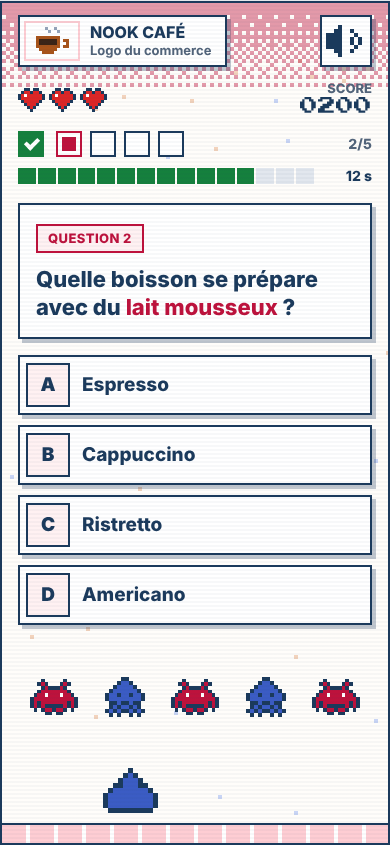 NOOK CAFÉ
Logo du commerce
SCORE
0200
2/5
12 s
QUESTION 2
Quelle boisson se prépare
avec du lait mousseux ?
A Espresso
B Cappuccino
C Ristretto
D Americano